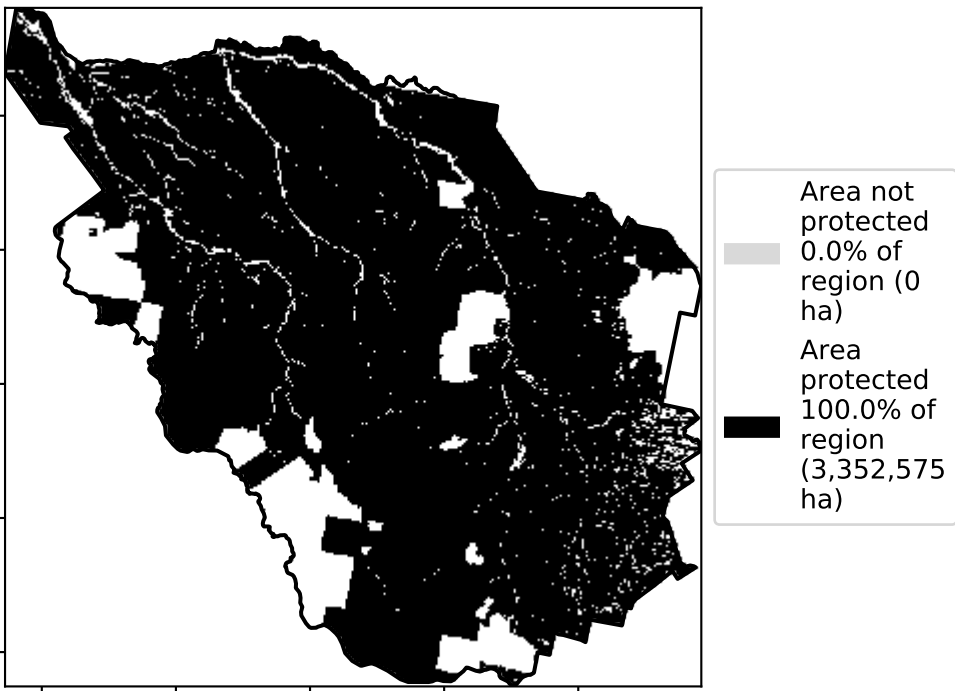 Area not
protected
0.0% of
region (0
ha)
Area
protected
100.0% of
region
(3,352,575
ha)